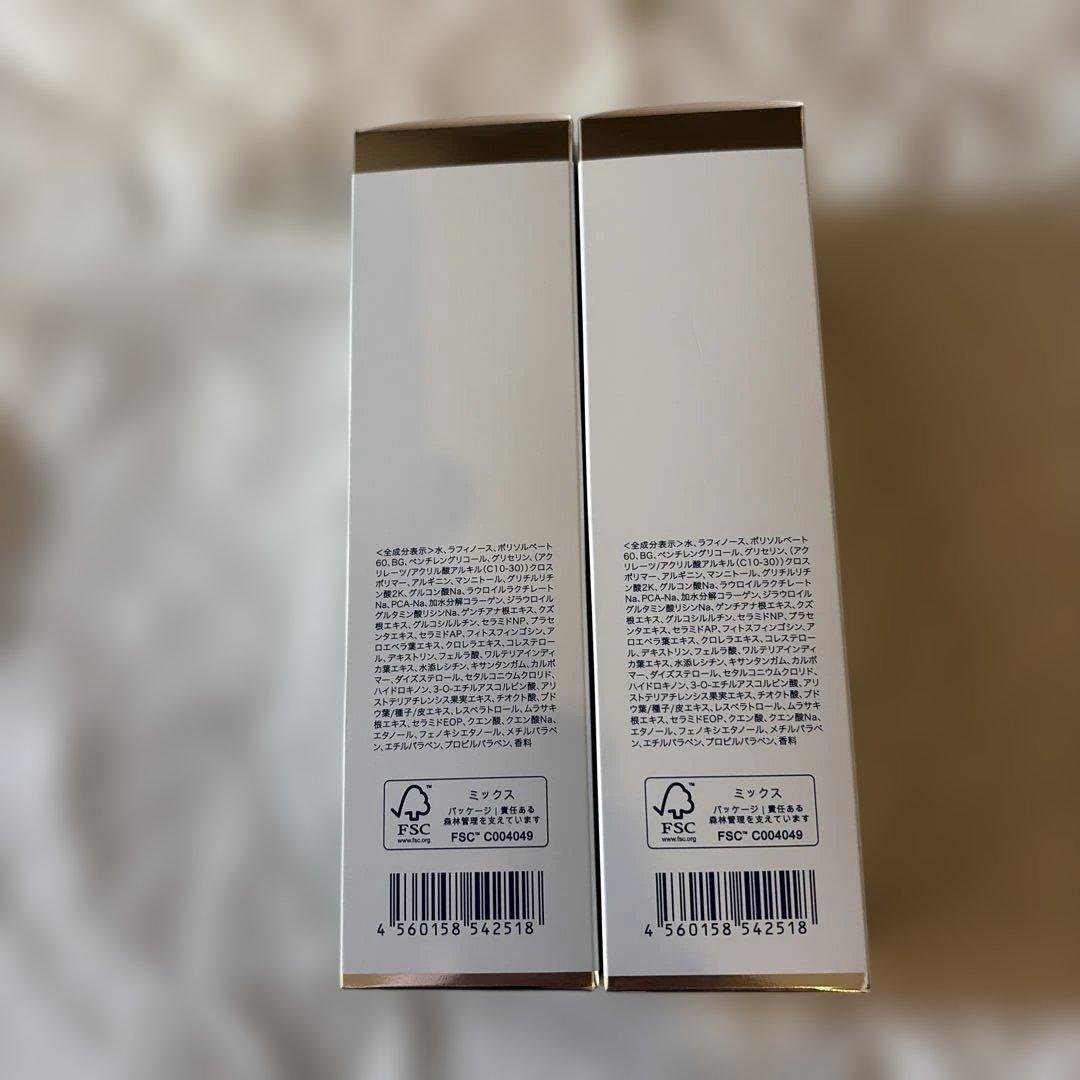 <全成分表示>水、ラフィノース、ポリソルベート
60、BG、ペンチレングリコール、グリセリン、(アク
リレーツ/アクリル酸アルキル(C10-30))クロス
ポリマー、アルギニン、マンニトール、グリチルリチ
ン酸2K、グルコン酸Na、ラウロイルラクチレート
Na、PCA-Na、加水分解コラーゲン、ジラウロイル
グルタミン酸リシンNa、ゲンチアナ根エキス、クズ
根エキス、グルコシルルチン、セラミドNP、プラセ
ンタエキス、セラミドAP、フィトスフィンゴシン、ア
ロエベラ葉エキス、クロレラエキス、コレステロー
ル、デキストリン、フェルラ酸、ワルテリアインディ
カ葉エキス、水添レシチン、キサンタンガム、カルボ
マー、ダイズステロール、セタルコニウムクロリド、
ハイドロキノン、3-O-エチルアスコルビン酸、アリ
ストテリアチレンシス果実エキス、チオクト酸、ブド
ウ葉/種子/皮エキス、レスベラトロール、ムラサキ
根エキス、セラミドEOP、クエン酸、クエン酸Na、
エタノール、フェノキシエタノール、メチルパラベ
ン、エチルパラベン、プロピルパラベン、香料
FSC
www.fsc.org
ミックス
パッケージ|責任ある
森林管理を支えています
FSC™ C004049
4 560158 542518
<全成分表示>水、ラフィノース、ポリソルベート
60、BG、ペンチレングリコール、グリセリン、(アク
リレーツ/アクリル酸アルキル(C10-30))クロス
ポリマー、アルギニン、マンニトール、グリチルリチ
ン酸2K、グルコン酸Na、ラウロイルラクチレート
Na、PCA-Na、加水分解コラーゲン、ジラウロイル
グルタミン酸リシンNa、ゲンチアナ根エキス、クズ
根エキス、グルコシルルチン、セラミドNP、プラセ
ンタエキス、セラミドAP、フィトスフィンゴシン、ア
ロエベラ葉エキス、クロレラエキス、コレステロー
ル、デキストリン、フェルラ酸、ワルテリアインディ
カ葉エキス、水添レシチン、キサンタンガム、カルボ
マー、ダイズステロール、セタルコニウムクロリド、
ハイドロキノン、3-O-エチルアスコルビン酸、アリ
ストテリアチレンシス果実エキス、チオクト酸、ブド
ウ葉/種子/皮エキス、レスベラトロール、ムラサキ
根エキス、セラミドEOP、クエン酸、クエン酸Na、
エタノール、フェノキシエタノール、メチルパラベ
ン、エチルパラベン、プロピルパラベン、香料
FSC
www.fsc.org
ミックス
パッケージ|責任ある
森林管理を支えています
FSC™ C004049
4 560158 542518